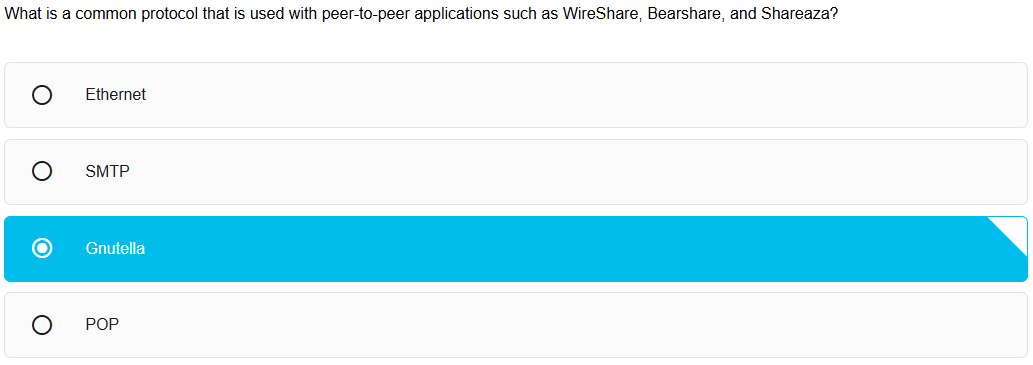 What is a common protocol that is used with peer-to-peer applications such as WireShare, Bearshare, and Shareaza?
Ethernet
SMTP
Gnutella
POP